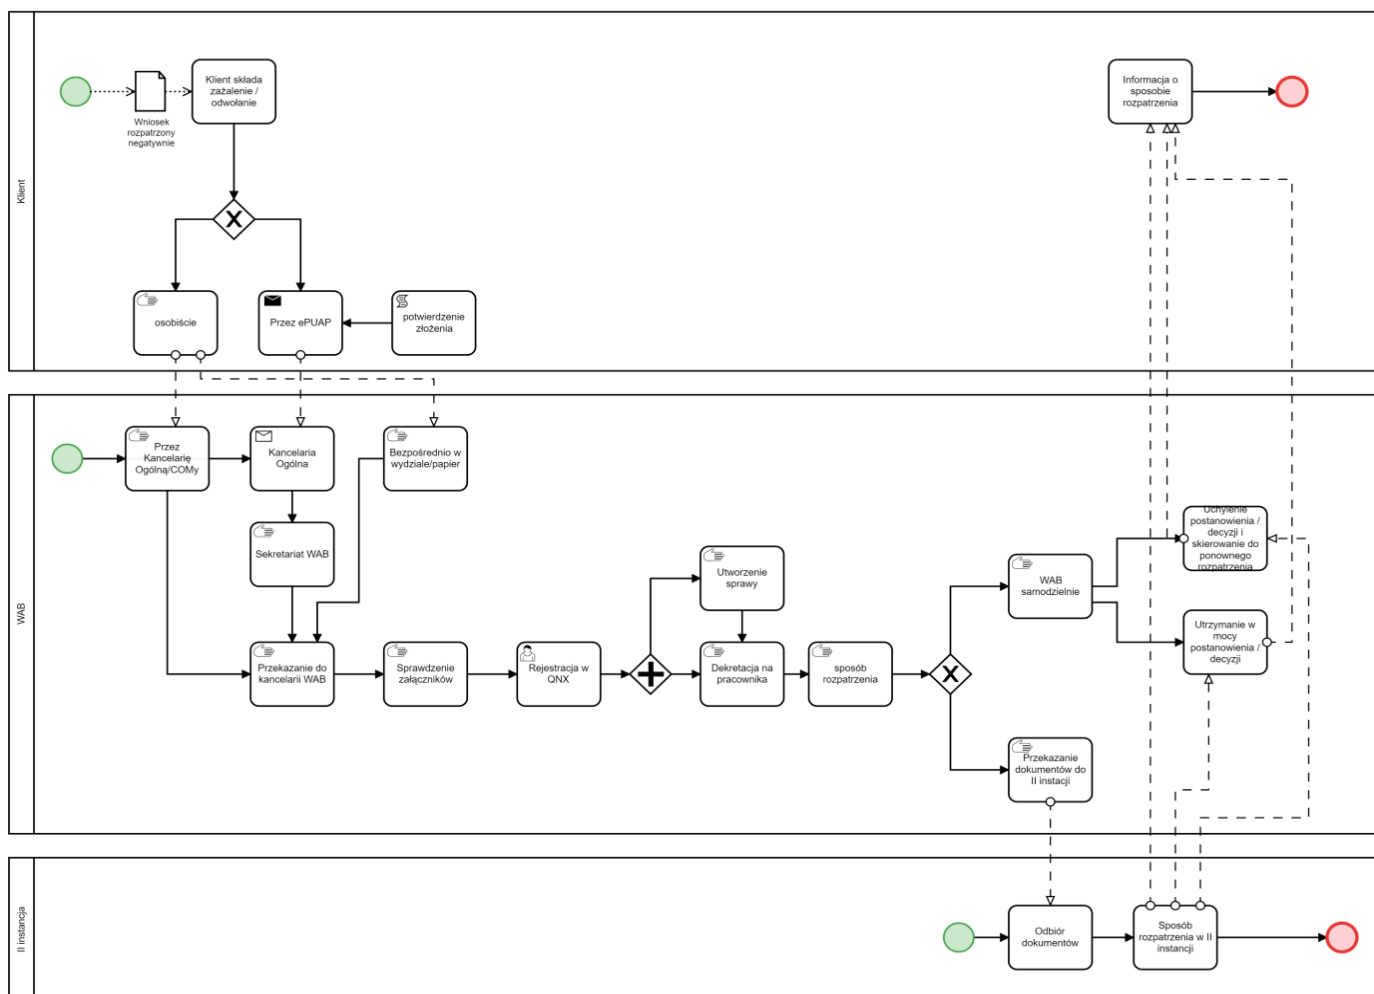 Klient
Klient składa
zażalenie /
odwołanie
Wniosek
rozpatrzony
negatywnie
Informacja o
sposobie
rozpatrzenia
osobiście
Przez ePUAP
potwierdzenie
złożenia
WAB
Przez
Kancelarię
Ogólną/COMy
Kancelaria
Ogólna
Bezpośrednio w
wydziale/papier
Sekretariat WAB
Utworzenie
sprawy
WAB
samodzielnie
Uchylenie
postanowienia /
decyzji i
skierowanie do
ponownego
rozpatrzenia
Utrzymanie w
mocy
postanowienia /
decyzji
Przekazanie do
kancelarii WAB
Sprawdzenie
załączników
Rejestracja w
QNX
Dekretacja na
pracownika
sposób
rozpatrzenia
Przekazanie
dokumentów do
II instacji
II instancja
Odbiór
dokumentów
Sposób
rozpatrzenia w II
instancji